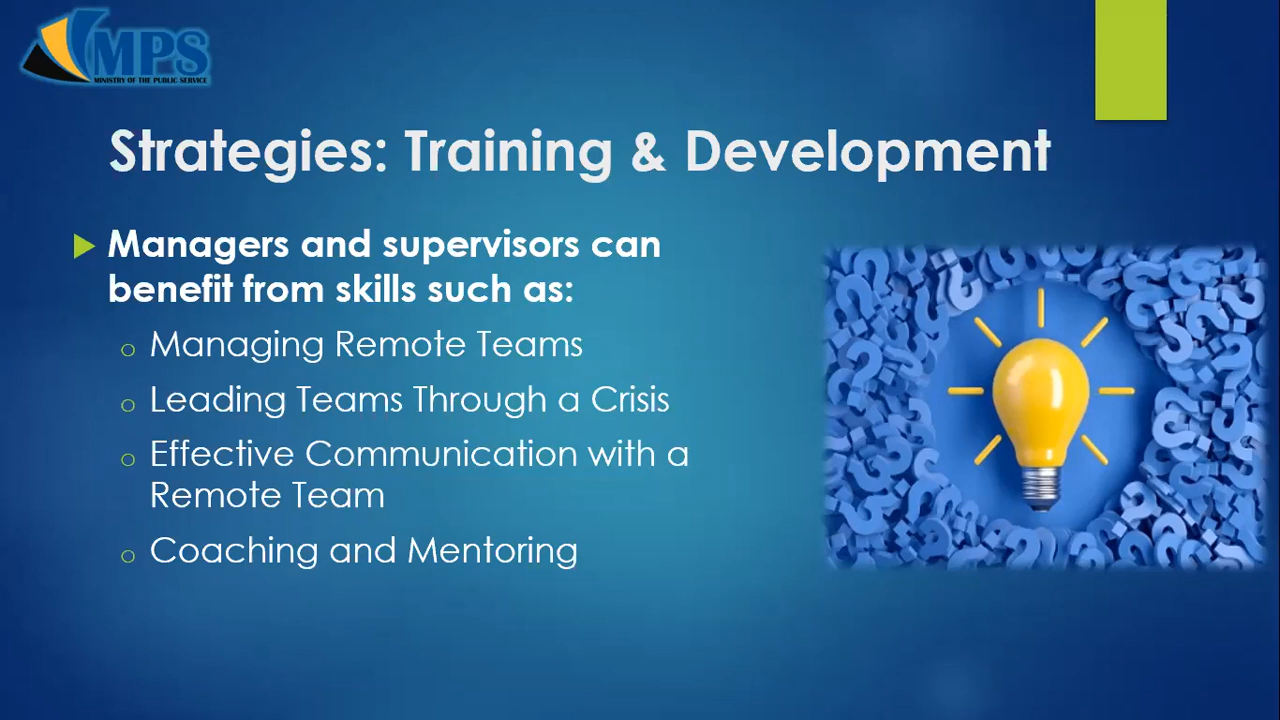 MPS
MINISTRY OF THE PUBLIC SERVICE
Strategies: Training & Development
Managers and supervisors can
benefit from skills such as:
Managing Remote Teams
Leading Teams Through a Crisis
Effective Communication with a
Remote Team
Coaching and Mentoring